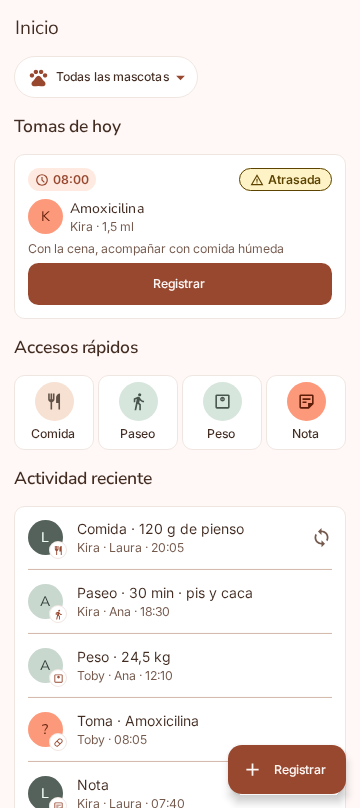 Inicio
Todas las mascotas
Tomas de hoy
08:00
Atrasada
K
Amoxicilina
Kira · 1,5 ml
Con la cena, acompañar con comida húmeda
Registrar
Accesos rápidos
Comida
Paseo
Peso
Nota
Actividad reciente
L
Comida · 120 g de pienso
Kira · Laura · 20:05
A
Paseo · 30 min · pis y caca
Kira · Ana · 18:30
A
Peso · 24,5 kg
Toby · Ana · 12:10
?
Toma · Amoxicilina
Toby · 08:05
Registrar
L
Nota
Kira · Laura · 07:40